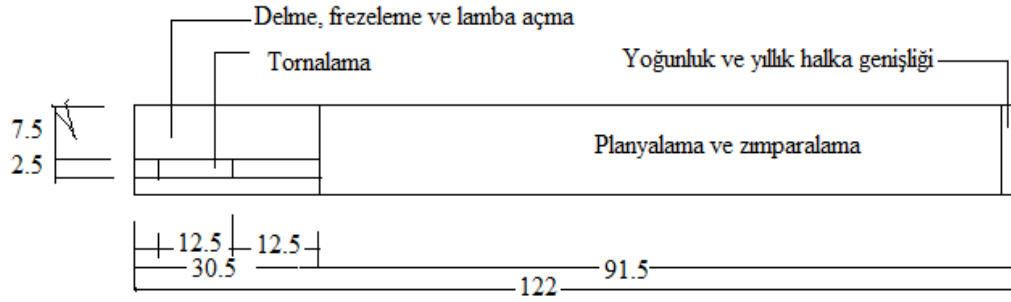 Delme, frezeleme ve lamba açma
Tornalama
Yoğunluk ve yıllık halka genişliği
7.5
2.5
Planyalama ve zımparalama
12.5
12.5
30.5
91.5
122